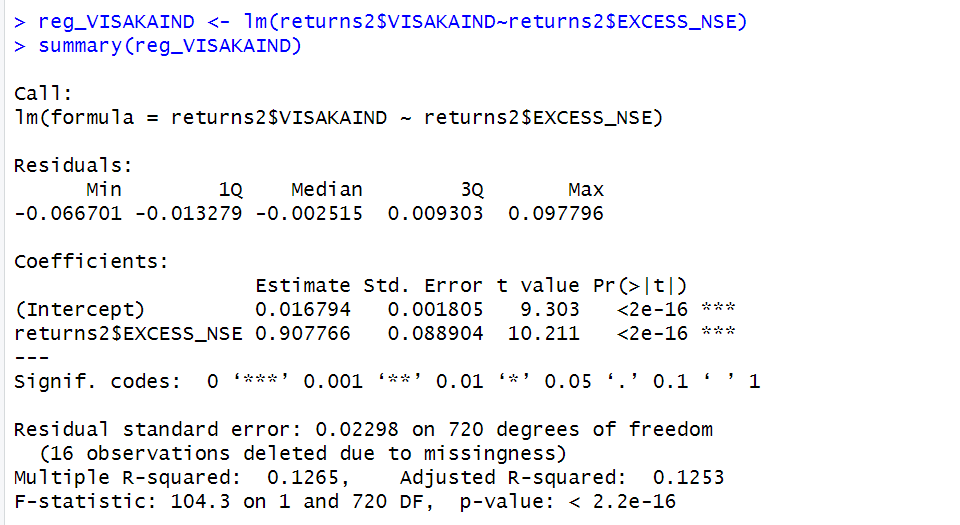 > reg_VISAKAIND <- lm(returns2$VISAKAIND~returns2$EXCESS_NSE)
> summary(reg_VISAKAIND)
Call:
lm(formula = returns2$VISAKAIND ~ returns2$EXCESS_NSE)
Residuals:
      Min        1Q    Median        3Q       Max
-0.066701 -0.013279 -0.002515  0.009303  0.097796
Coefficients:
                    Estimate Std. Error t value Pr(>|t|)
(Intercept)         0.016794   0.001805   9.303   <2e-16 ***
returns2$EXCESS_NSE 0.907766   0.088904  10.211   <2e-16 ***
---
Signif. codes:  0 ‘***’ 0.001 ‘**’ 0.01 ‘*’ 0.05 ‘.’ 0.1 ‘ ’ 1
Residual standard error: 0.02298 on 720 degrees of freedom
  (16 observations deleted due to missingness)
Multiple R-squared:  0.1265,	Adjusted R-squared:  0.1253
F-statistic: 104.3 on 1 and 720 DF,  p-value: < 2.2e-16